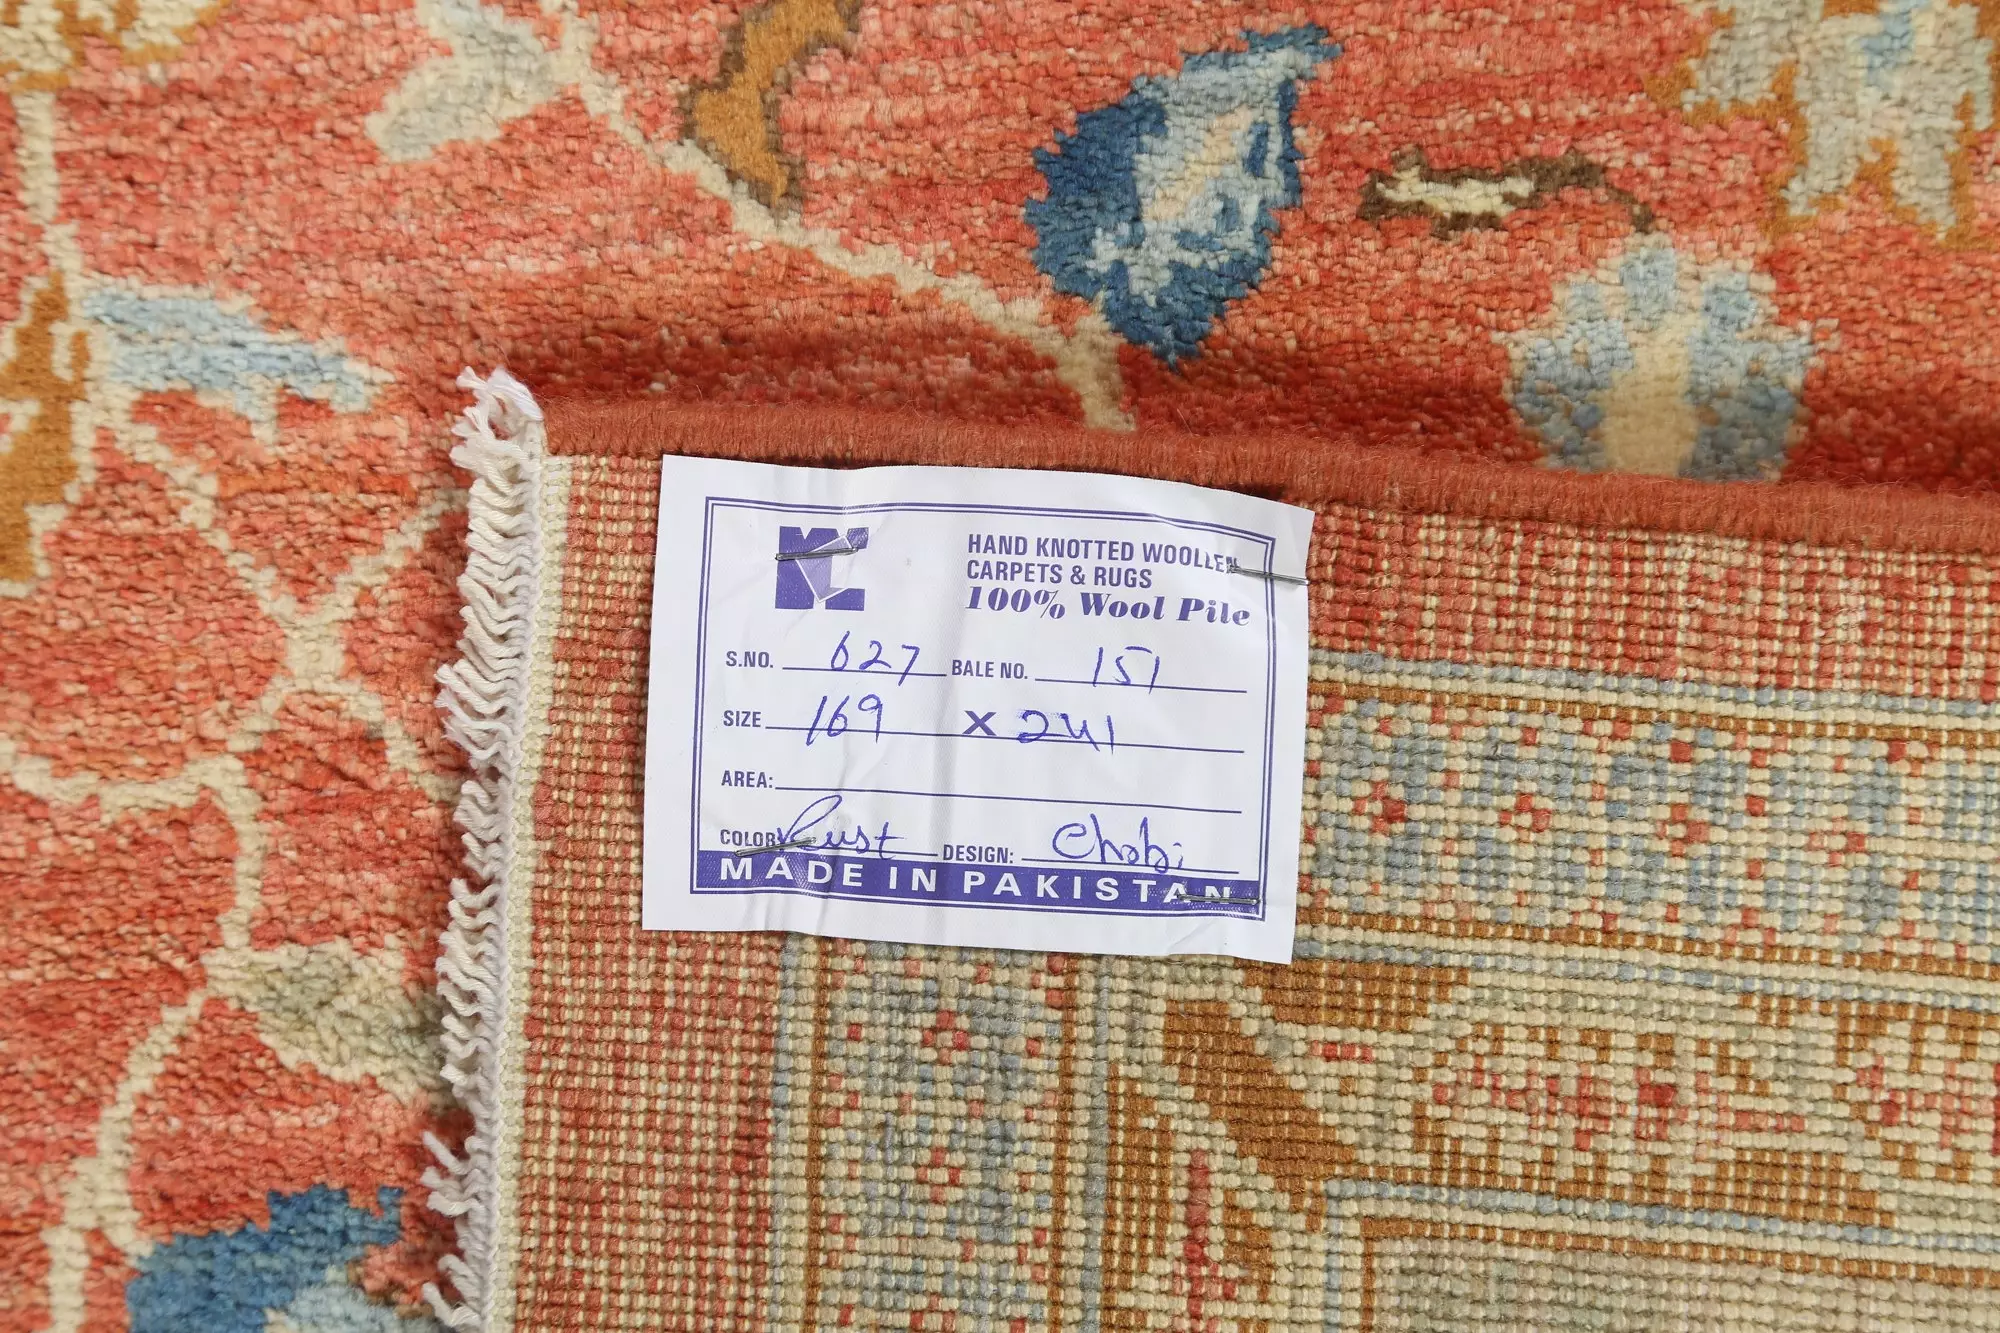 HAND KNOTTED WOOLLEN
CARPETS & RUGS
100% Wool Pile
S.NO. 627 BALE NO. 151
SIZE 169 X 241
AREA:
COLOR Rust DESIGN: Chobi
MADE IN PAKISTAN